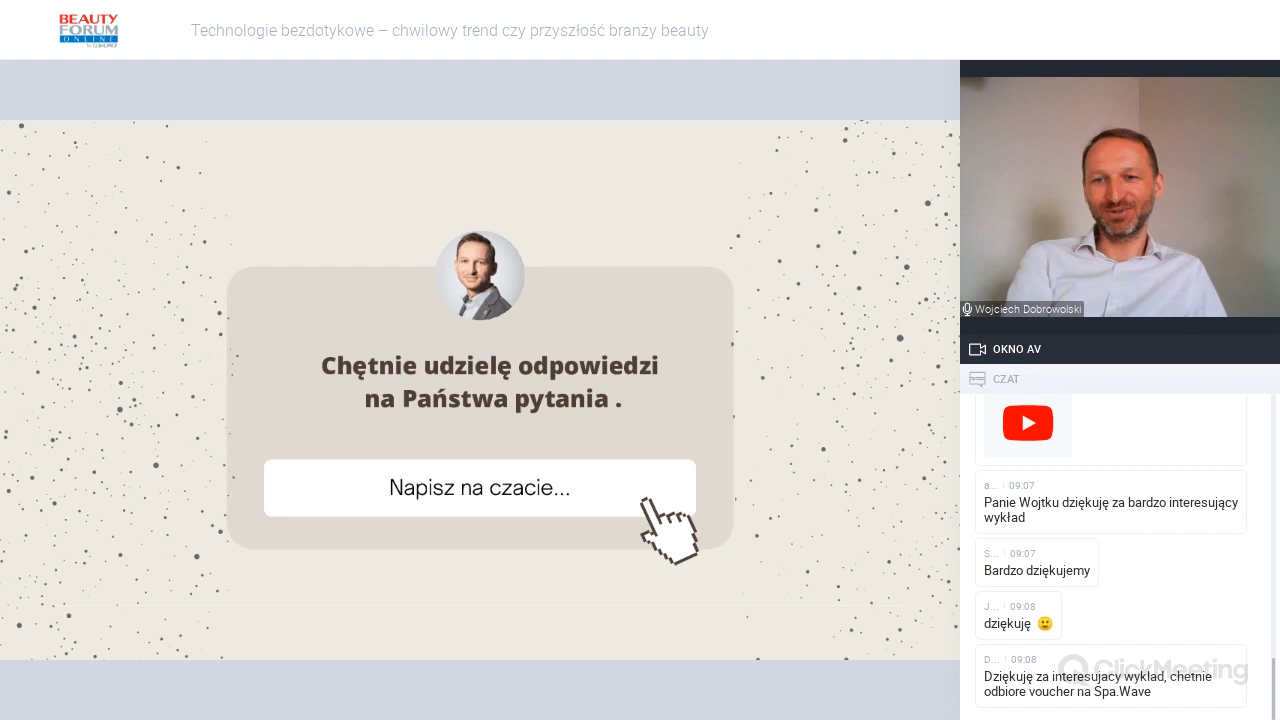 BEAUTY
FORUM
ONLINE
Technologie bezdotykowe – chwilowy trend czy przyszłość branży beauty
Chętnie udzielę odpowiedzi
na Państwa pytania .
Napisz na czacie...
Wojciech Dobrowolski
OKNO AV
CZAT
a... 09:07
Panie Wojtku dziękuję za bardzo interesujący
wykład
S... 09:07
Bardzo dziękujemy
J... 09:08
dziękuję
D... 09:08
ClickMeeting
Dziękuję za interesujacy wyklad, chetnie
odbiore voucher na Spa.Wave